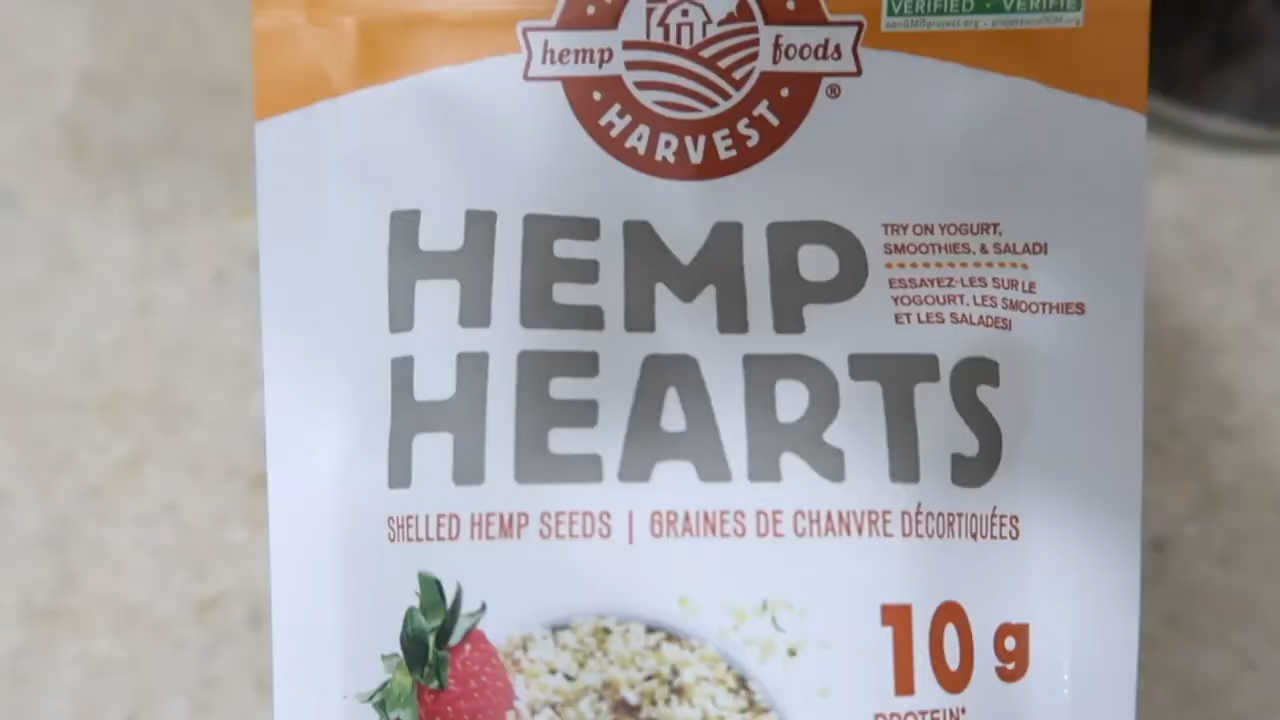 VERIFIED · VÉRIFIÉ
hemp foods
HARVEST
®
HEMP
HEARTS
TRY ON YOGURT,
SMOOTHIES, & SALAD!
ESSAYEZ-LES SUR LE
YOGOURT, LES SMOOTHIES
ET LES SALADES!
SHELLED HEMP SEEDS | GRAINES DE CHANVRE DÉCORTIQUÉES
10 g
PROTEIN*